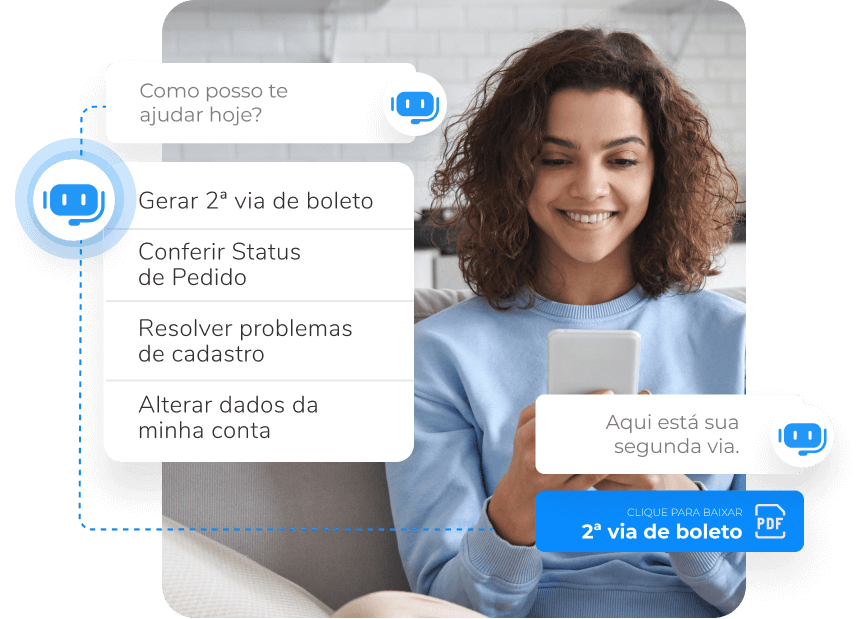 Como posso te
ajudar hoje?
Gerar 2ª via de boleto
Conferir Status
de Pedido
Resolver problemas
de cadastro
Alterar dados da
minha conta
Aqui está sua
segunda via.
CLIQUE PARA BAIXAR
2ª via de boleto
PDF